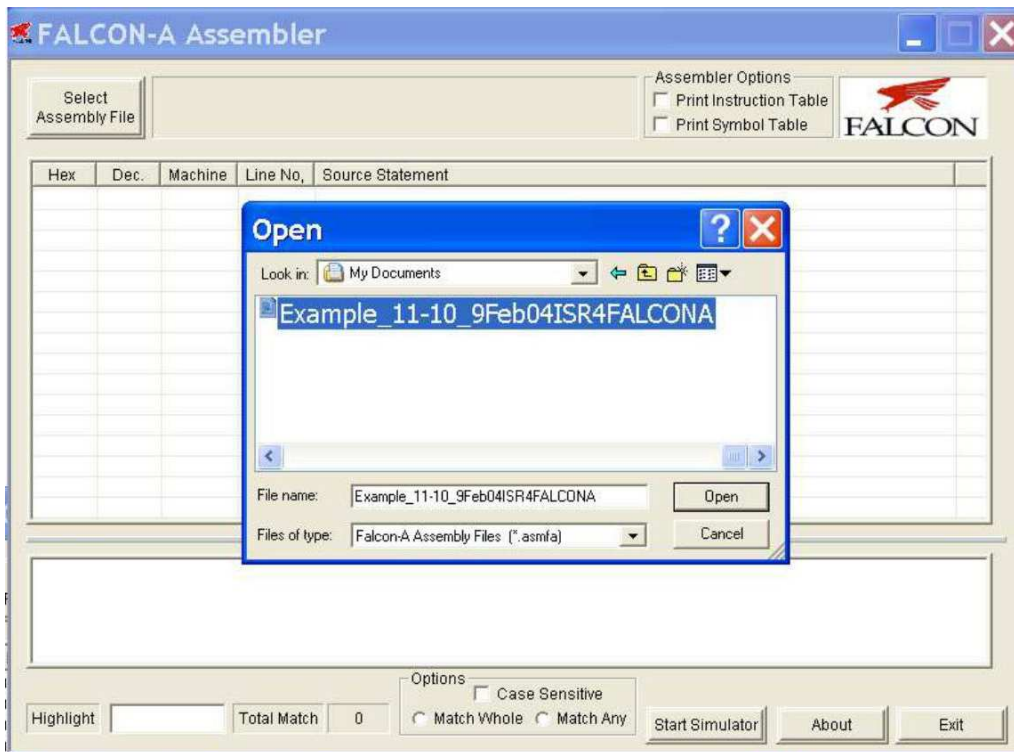 FALCON-A Assembler
Select
Assembly File
Assembler Options
Print Instruction Table
Print Symbol Table
FALCON
Hex Dec. Machine Line No, Source Statement
Open
Look in: My Documents
Example_11-10_9Feb04ISR4FALCONA
File name: Example_11-10_9Feb04ISR4FALCONA Open
Files of type: Falcon-A Assembly Files (*.asmfa) Cancel
Options
Case Sensitive
Highlight Total Match 0 Match Whole Match Any Start Simulator About Exit